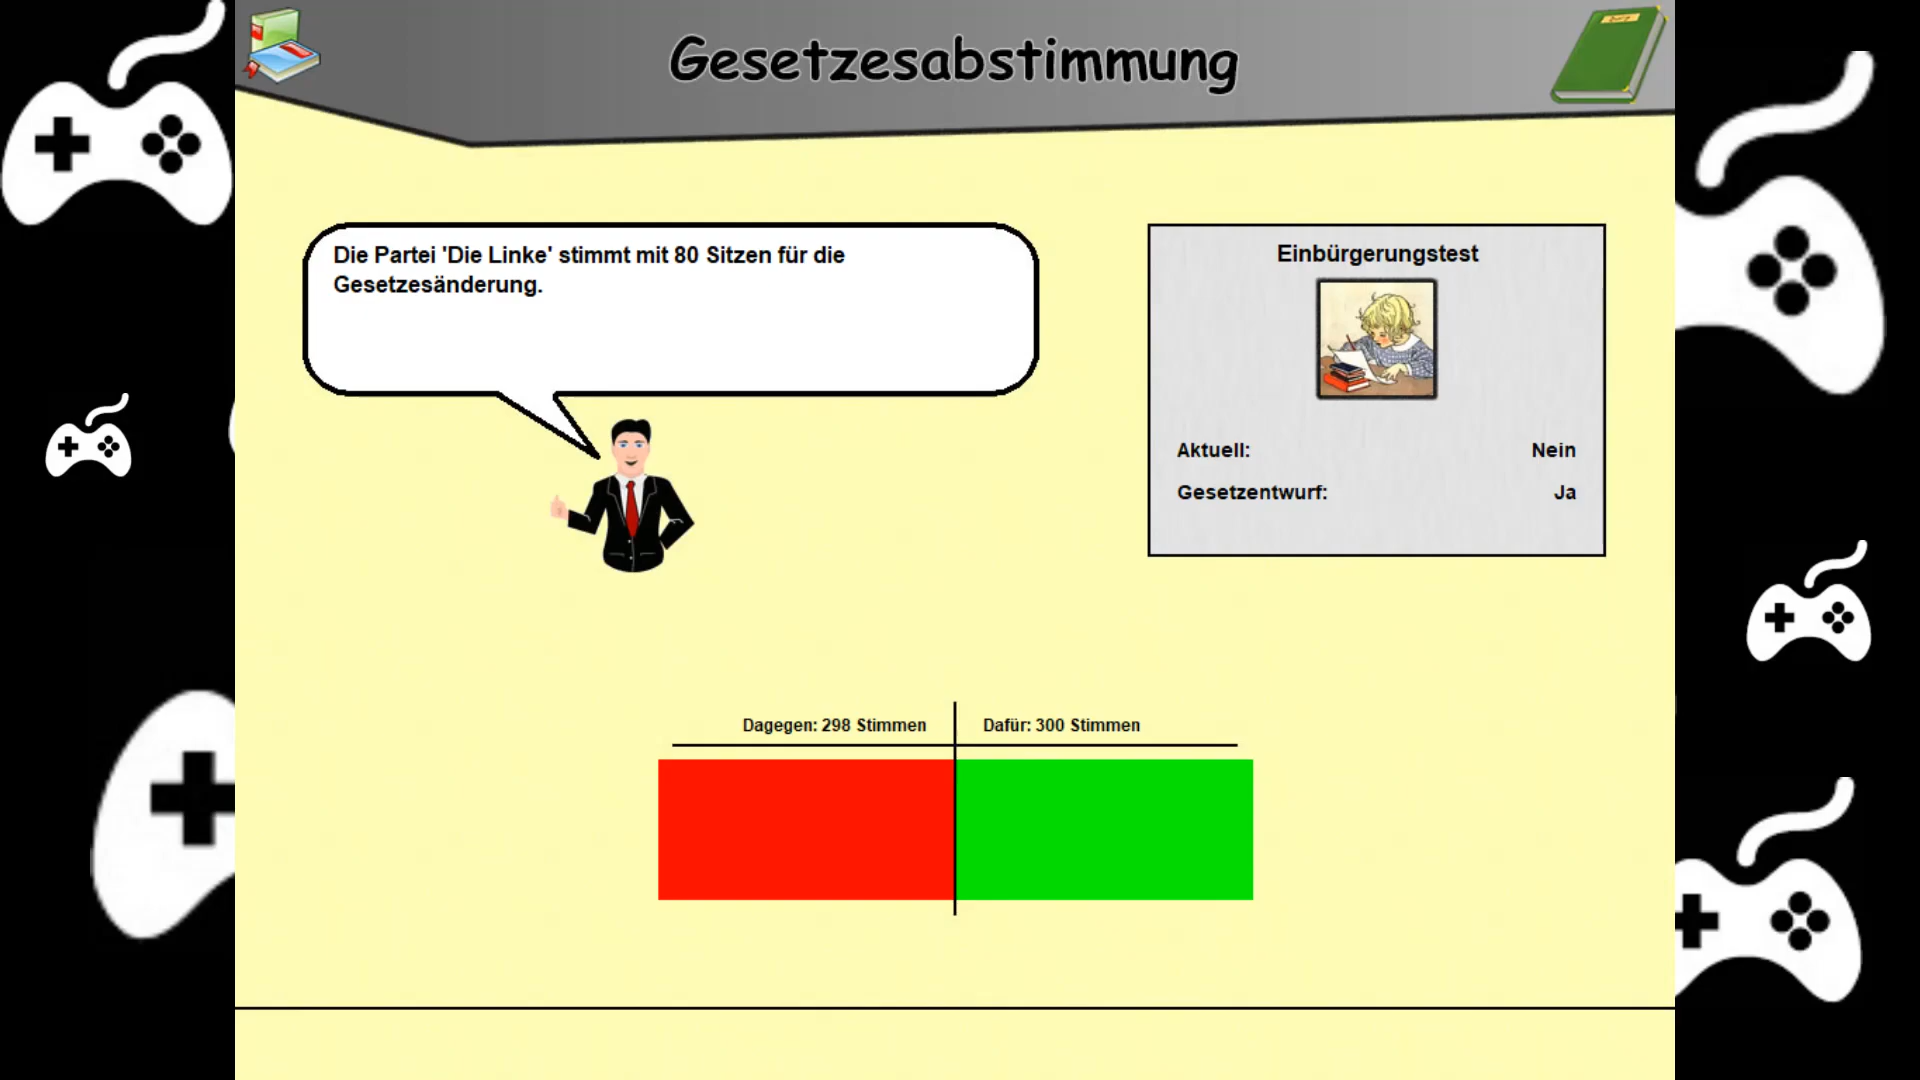 Gesetzesabstimmung
Die Partei 'Die Linke' stimmt mit 80 Sitzen für die
Gesetzesänderung.
Einbürgerungstest
Aktuell: Nein
Gesetzentwurf: Ja
Dagegen: 298 Stimmen
Dafür: 300 Stimmen